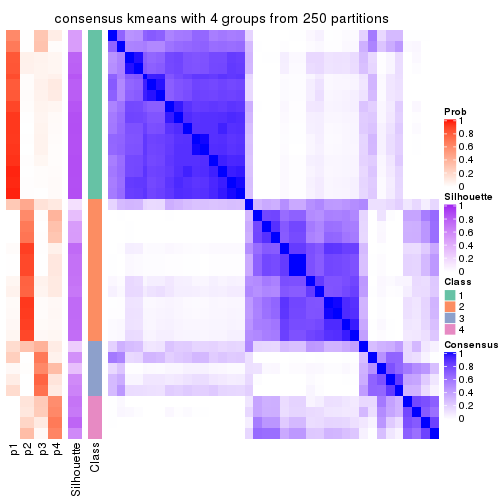 consensus kmeans with 4 groups from 250 partitions
Prob
1
0.8
0.6
0.4
0.2
0
Silhouette
1
0.8
0.6
0.4
0.2
0
Class
1
2
3
4
Consensus
1
0.8
0.6
0.4
0.2
0
p1
p2
p3
p4
Silhouette
Class